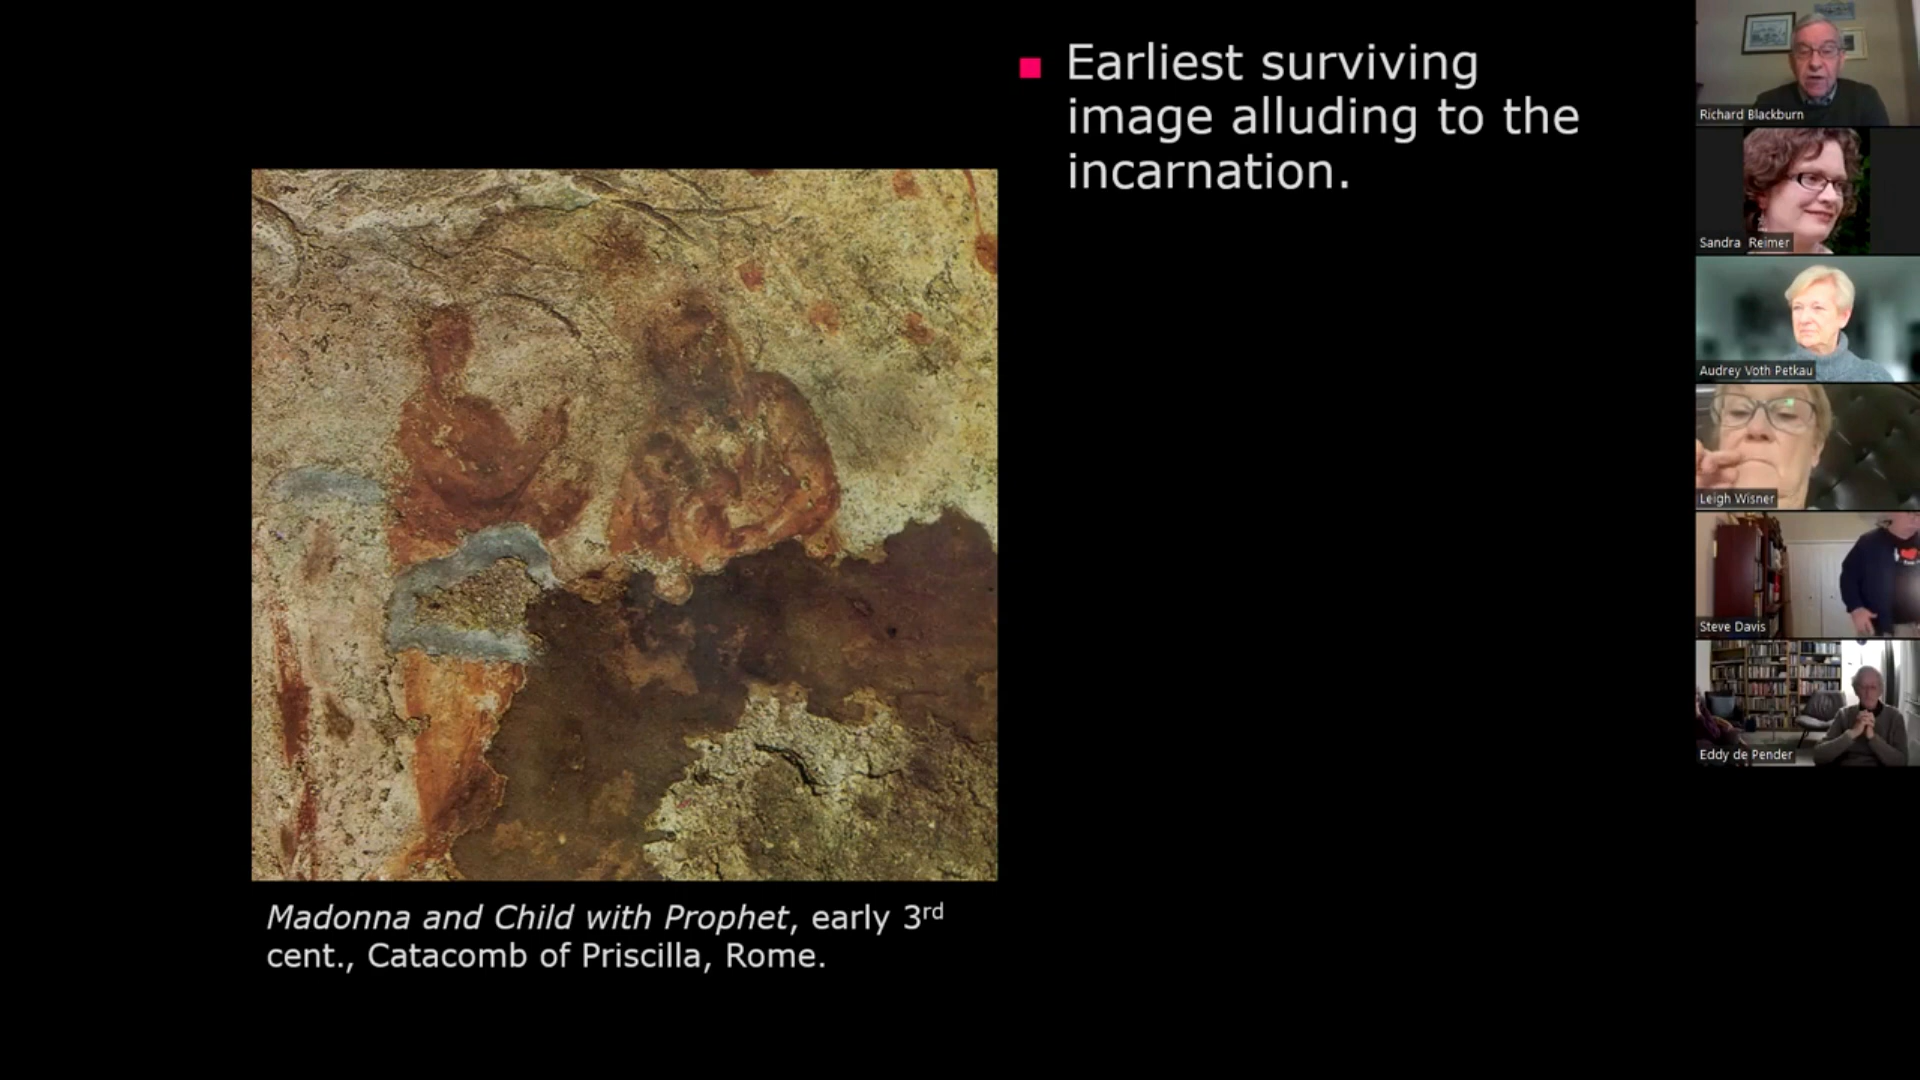 Earliest surviving
image alluding to the
incarnation.
Madonna and Child with Prophet, early 3rd
cent., Catacomb of Priscilla, Rome.
Richard Blackburn
Sandra Reimer
Audrey Voth Petkau
Leigh Wisner
Steve Davis
Eddy de Pender